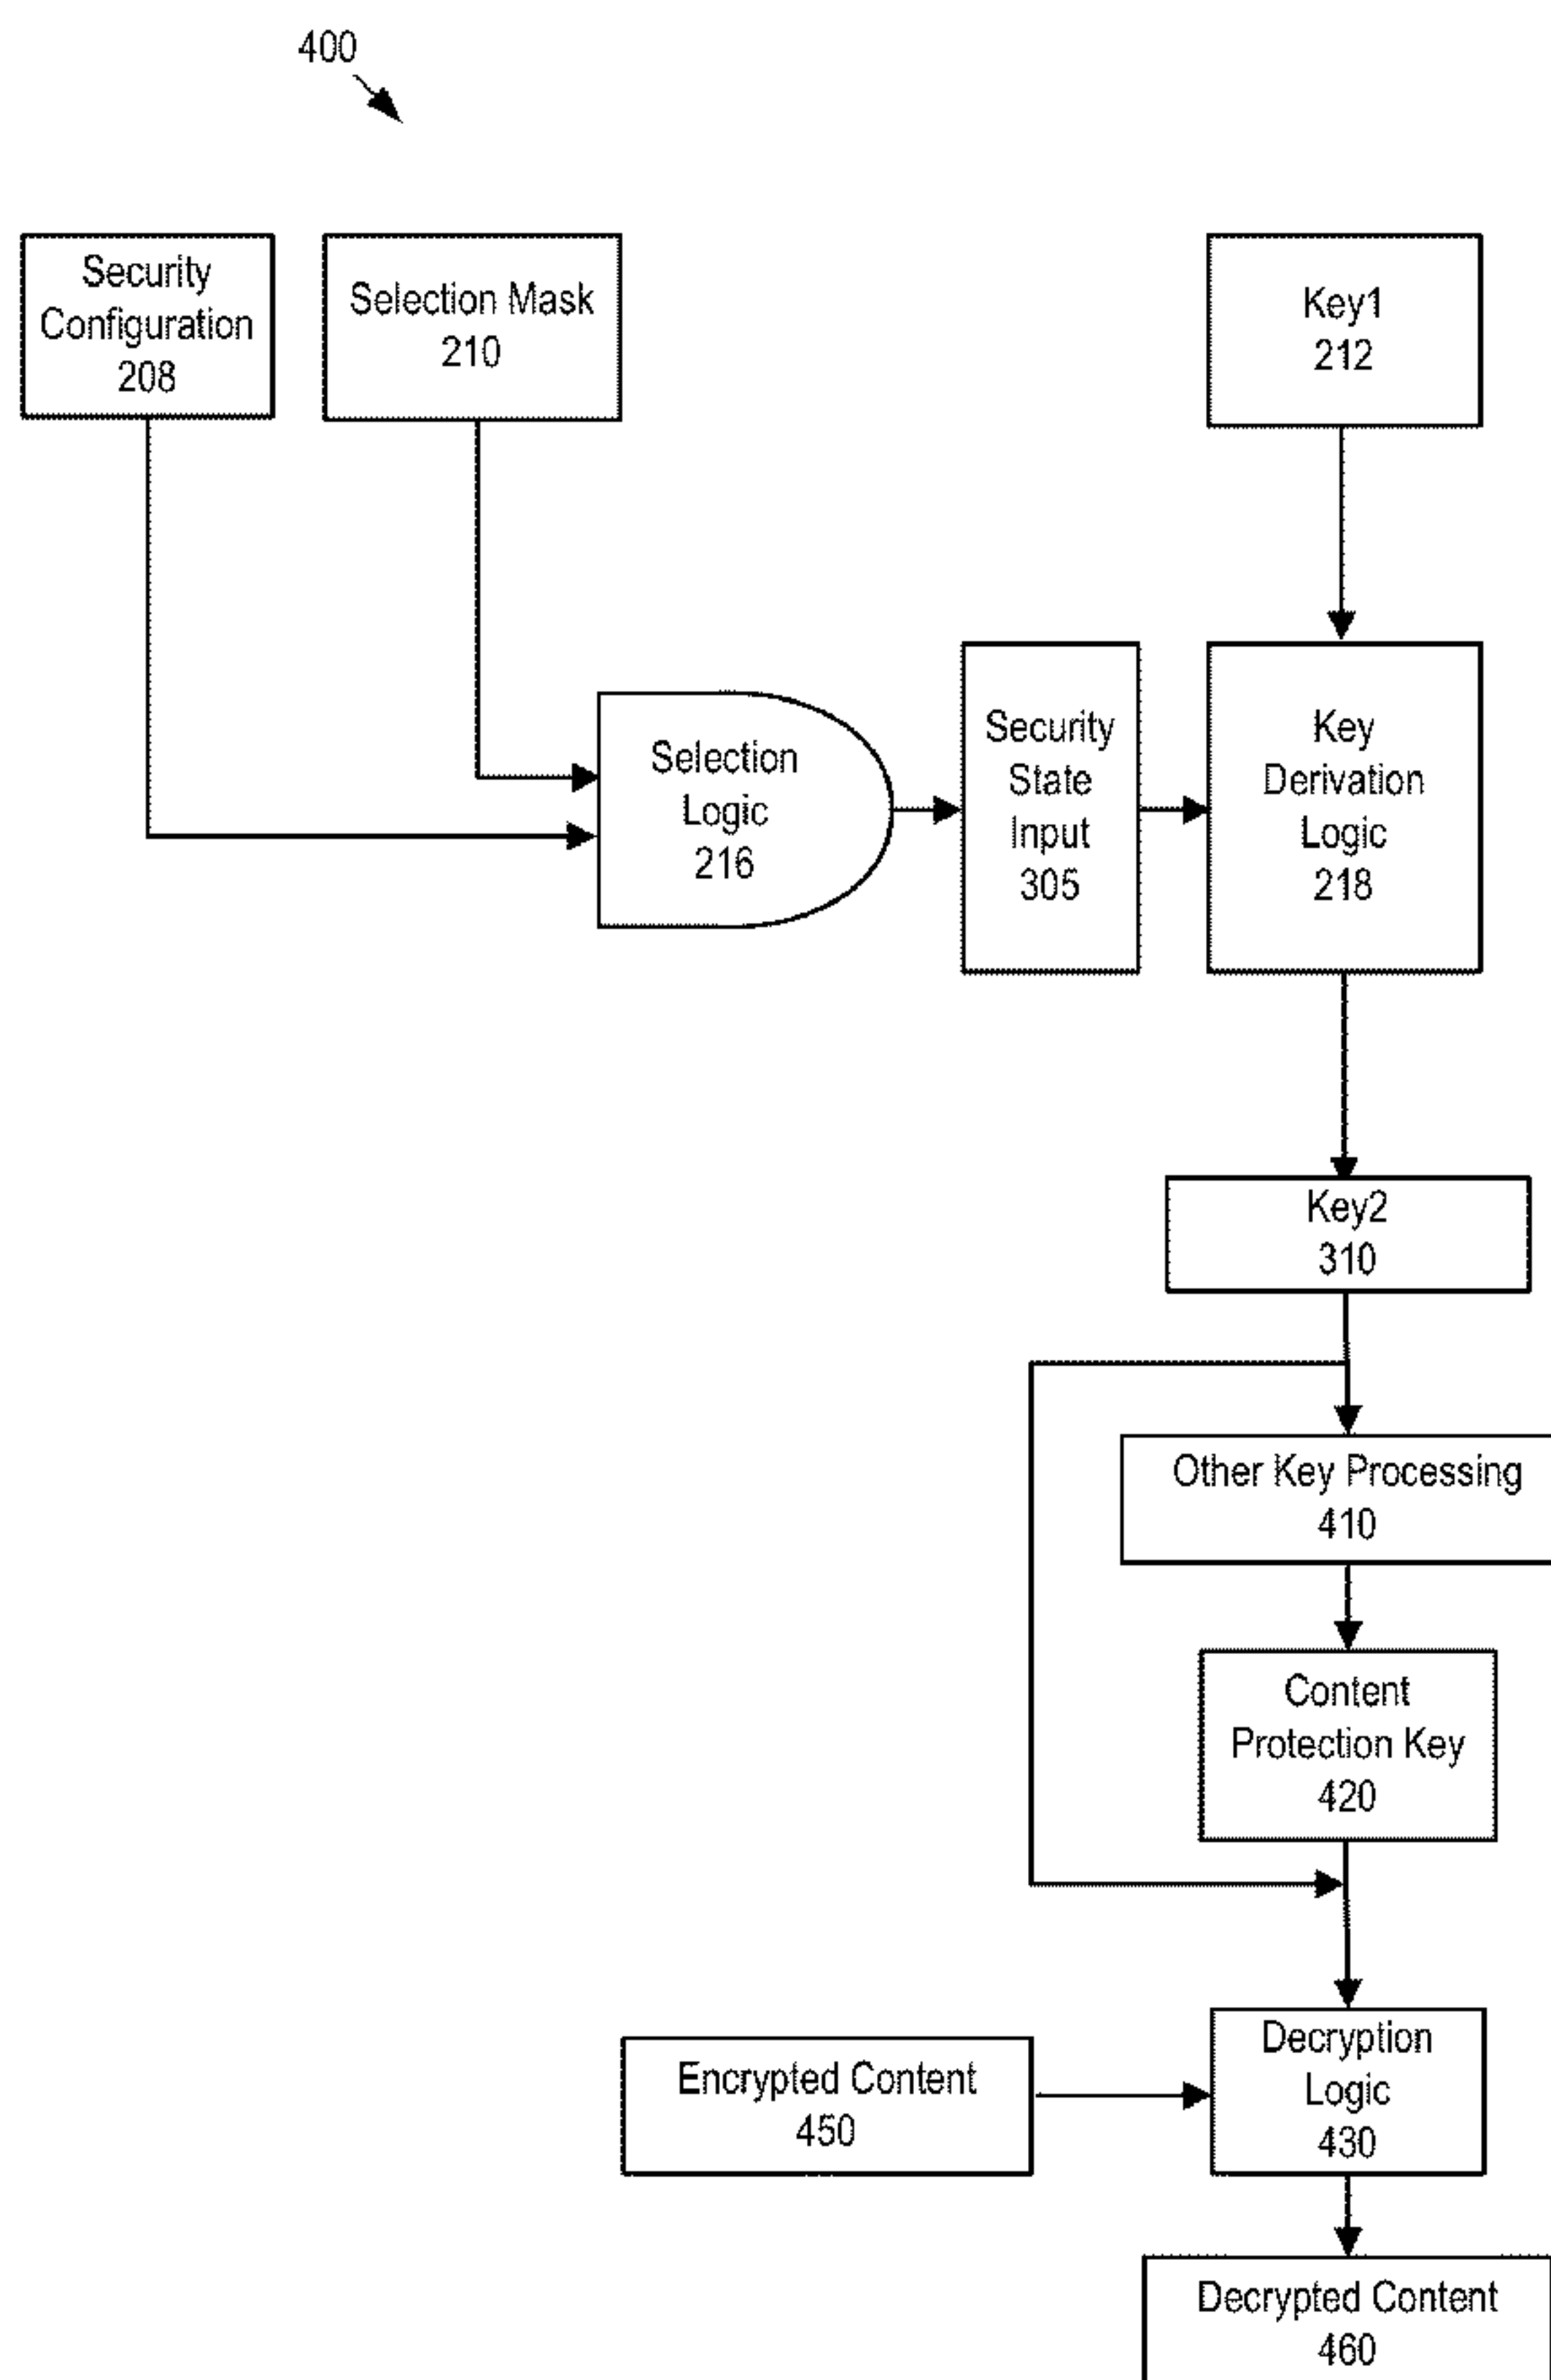 400
Security
Configuration
208
Selection Mask
210
Key1
212
Selection
Logic
216
Security
State
Input
305
Key
Derivation
Logic
218
Key2
310
Other Key Processing
410
Content
Protection Key
420
Encrypted Content
450
Decryption
Logic
430
Decrypted Content
460